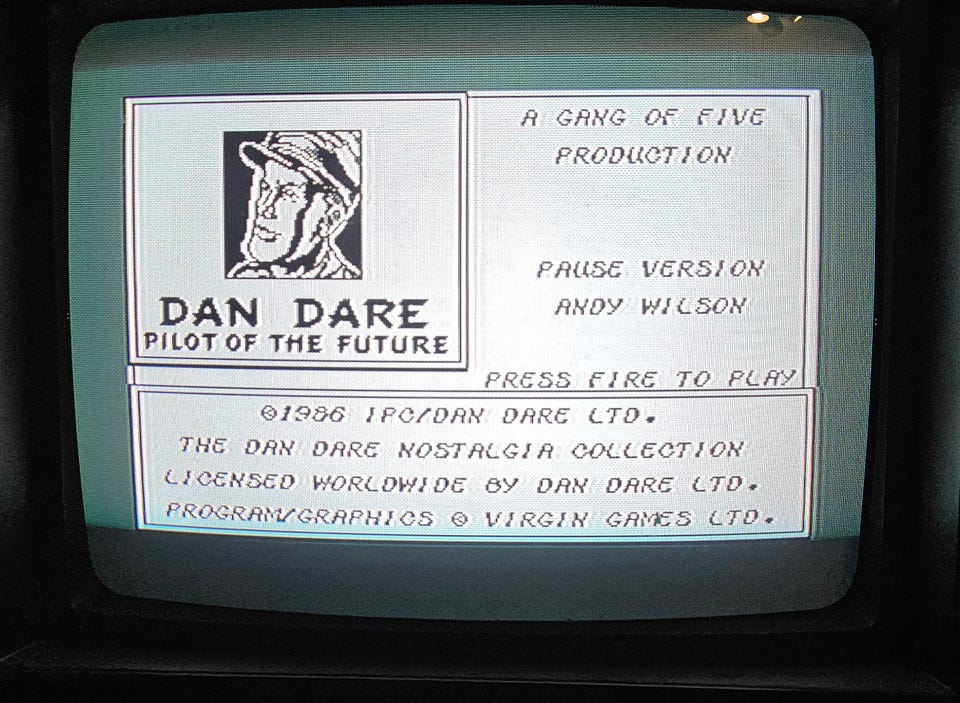 DAN DARE
PILOT OF THE FUTURE
A GANG OF FIVE
PRODUCTION
PAUSE VERSION
ANDY WILSON
PRESS FIRE TO PLAY
©1986 IPC/DAN DARE LTD.
THE DAN DARE NOSTALGIA COLLECTION
LICENSED WORLDWIDE BY DAN DARE LTD.
PROGRAM/GRAPHICS © VIRGIN GAMES LTD.